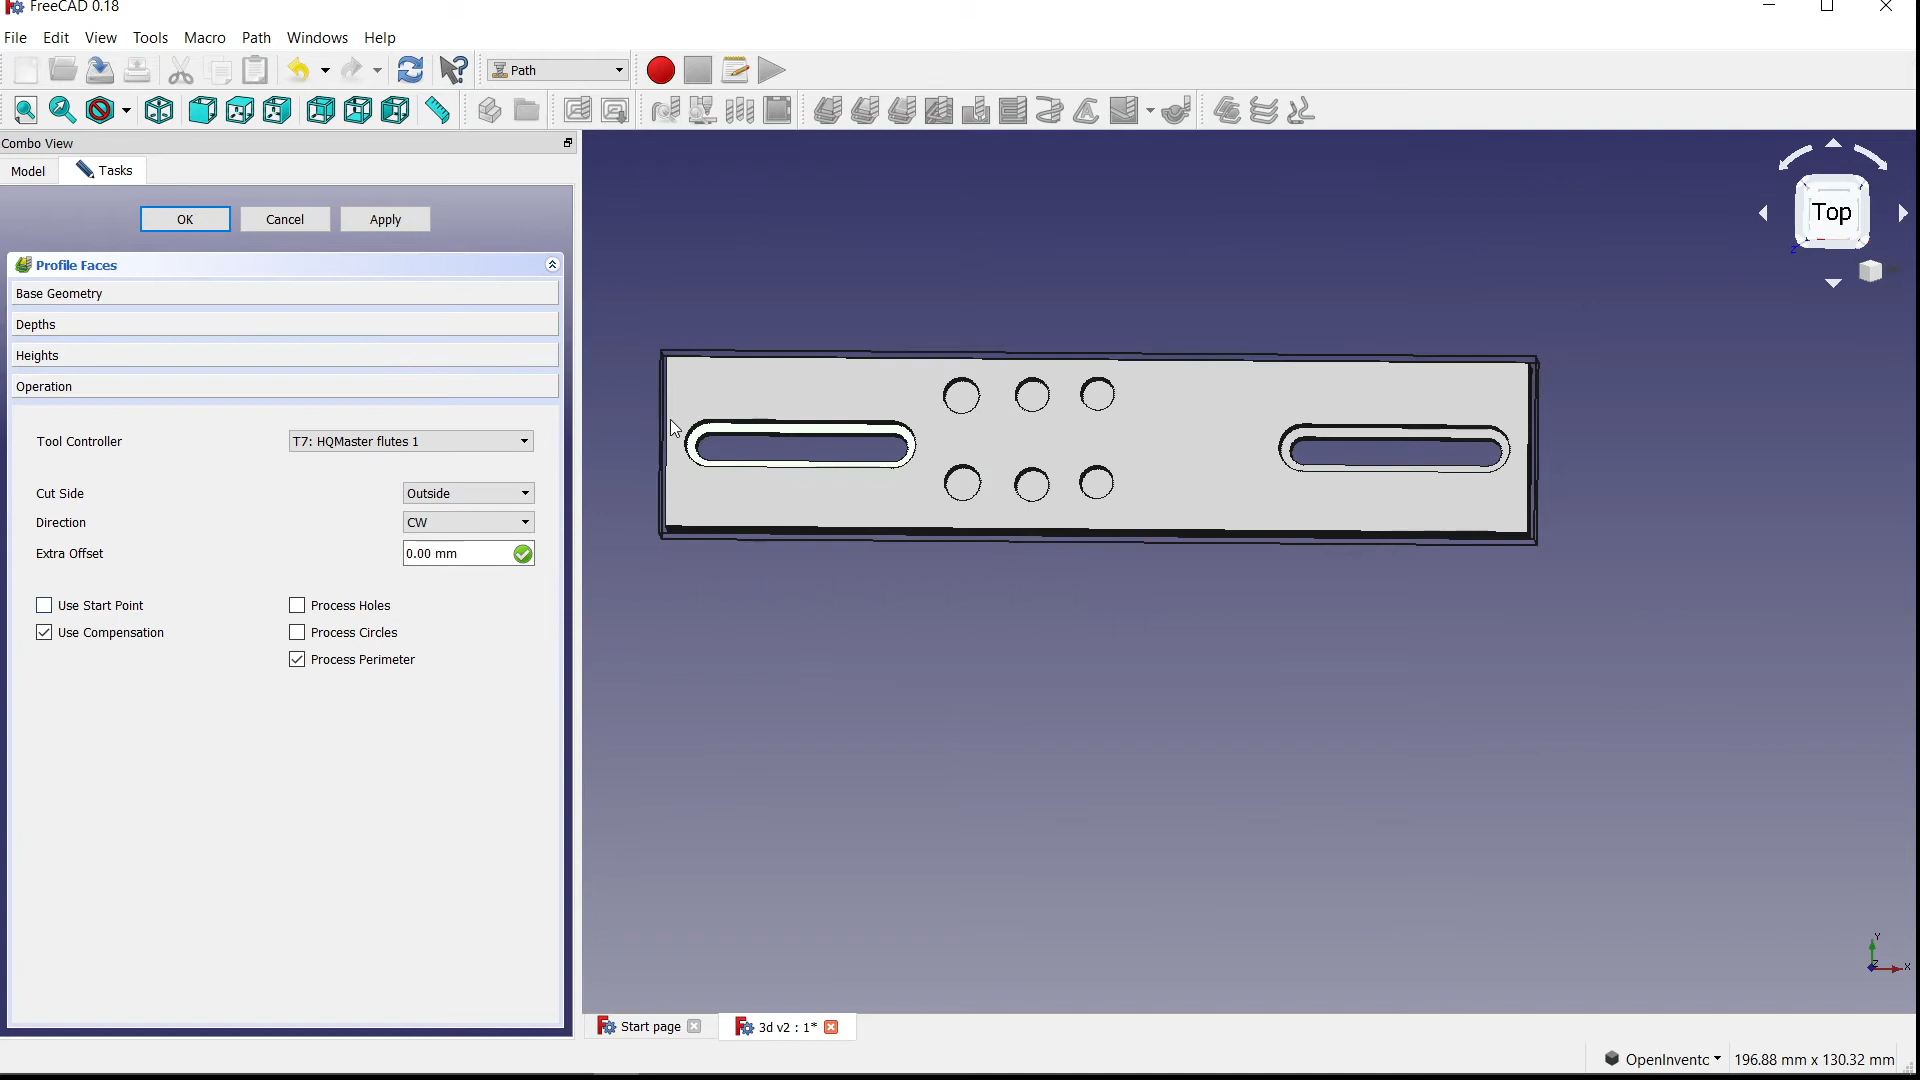 FreeCAD 0.18
File Edit View Tools Macro Path Windows Help
Path
Combo View
Model Tasks
OK Cancel Apply
Profile Faces
Base Geometry
Depths
Heights
Operation
Tool Controller T7: HQMaster flutes 1
Cut Side Outside
Direction CW
Extra Offset 0.00 mm
Use Start Point Process Holes
Use Compensation Process Circles
Process Perimeter
Top
Z
Y
Z
X
Start page 3d v2 : 1*
OpenInventc 196.88 mm x 130.32 mm